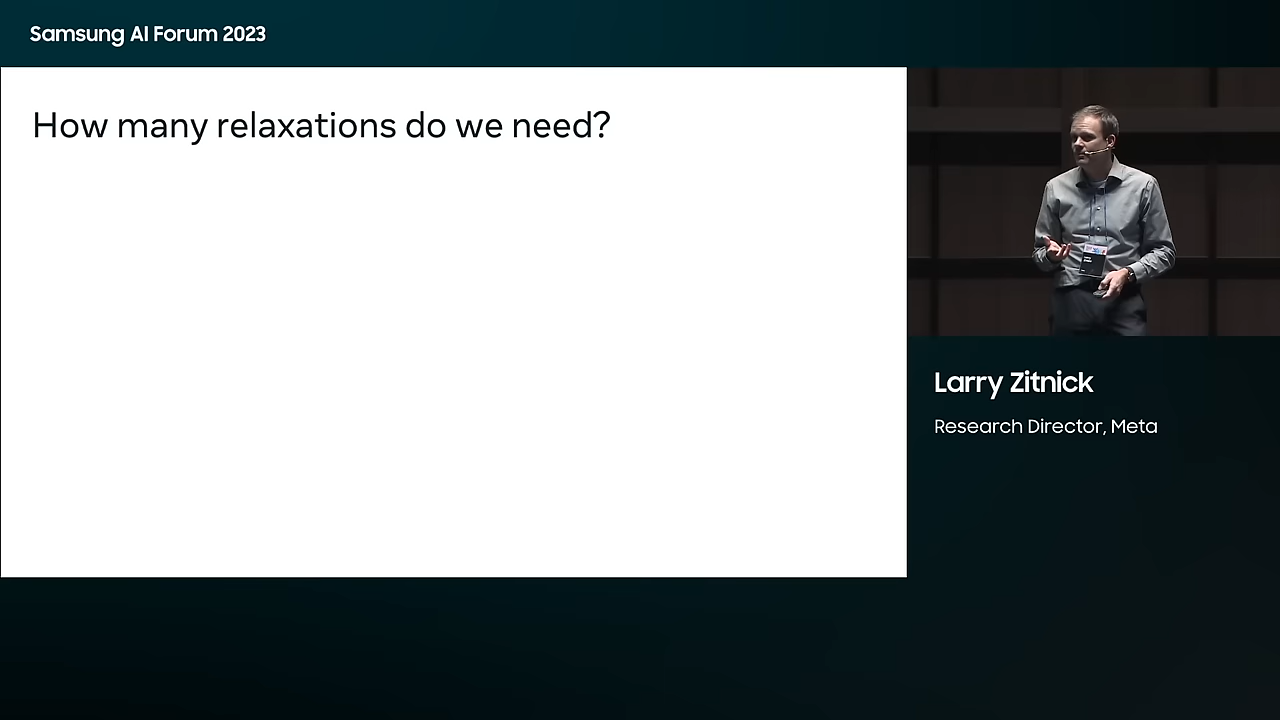 Samsung AI Forum 2023
How many relaxations do we need?
Larry Zitnick
Research Director, Meta